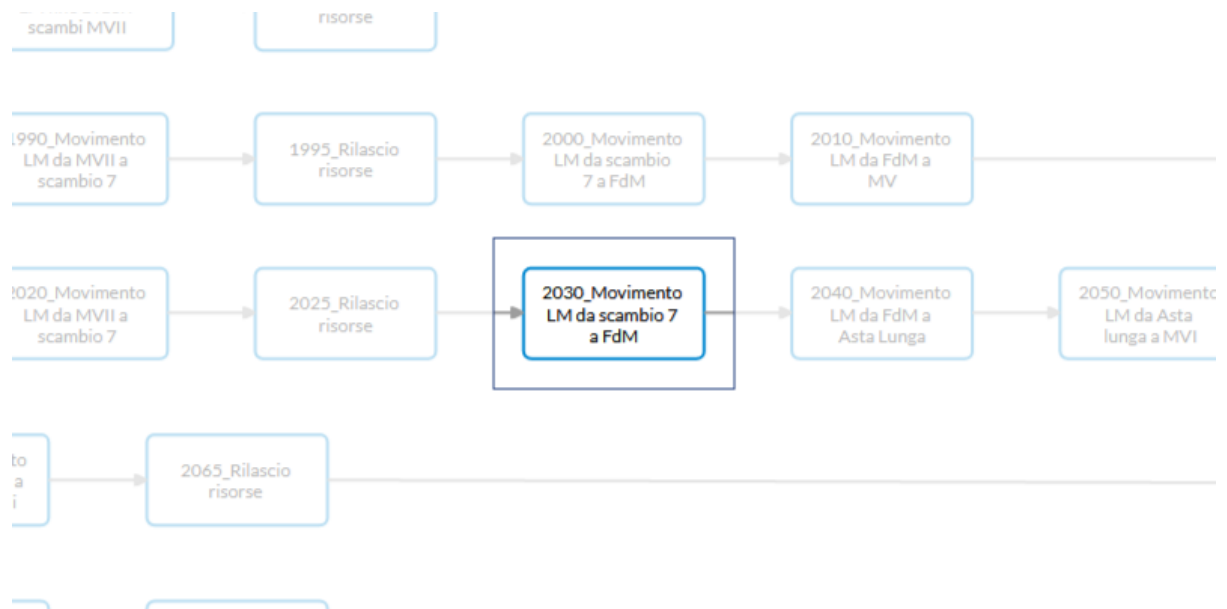 scambi MVII
risorse
1990_Movimento
LM da MVII a
scambio 7
1995_Rilascio
risorse
2000_Movimento
LM da scambio
7 a FdM
2010_Movimento
LM da FdM a
MV
2020_Movimento
LM da MVII a
scambio 7
2025_Rilascio
risorse
2030_Movimento
LM da scambio 7
a FdM
2040_Movimento
LM da FdM a
Asta Lunga
2050_Movimento
LM da Asta
lunga a MVI
to
a
i
2065_Rilascio
risorse